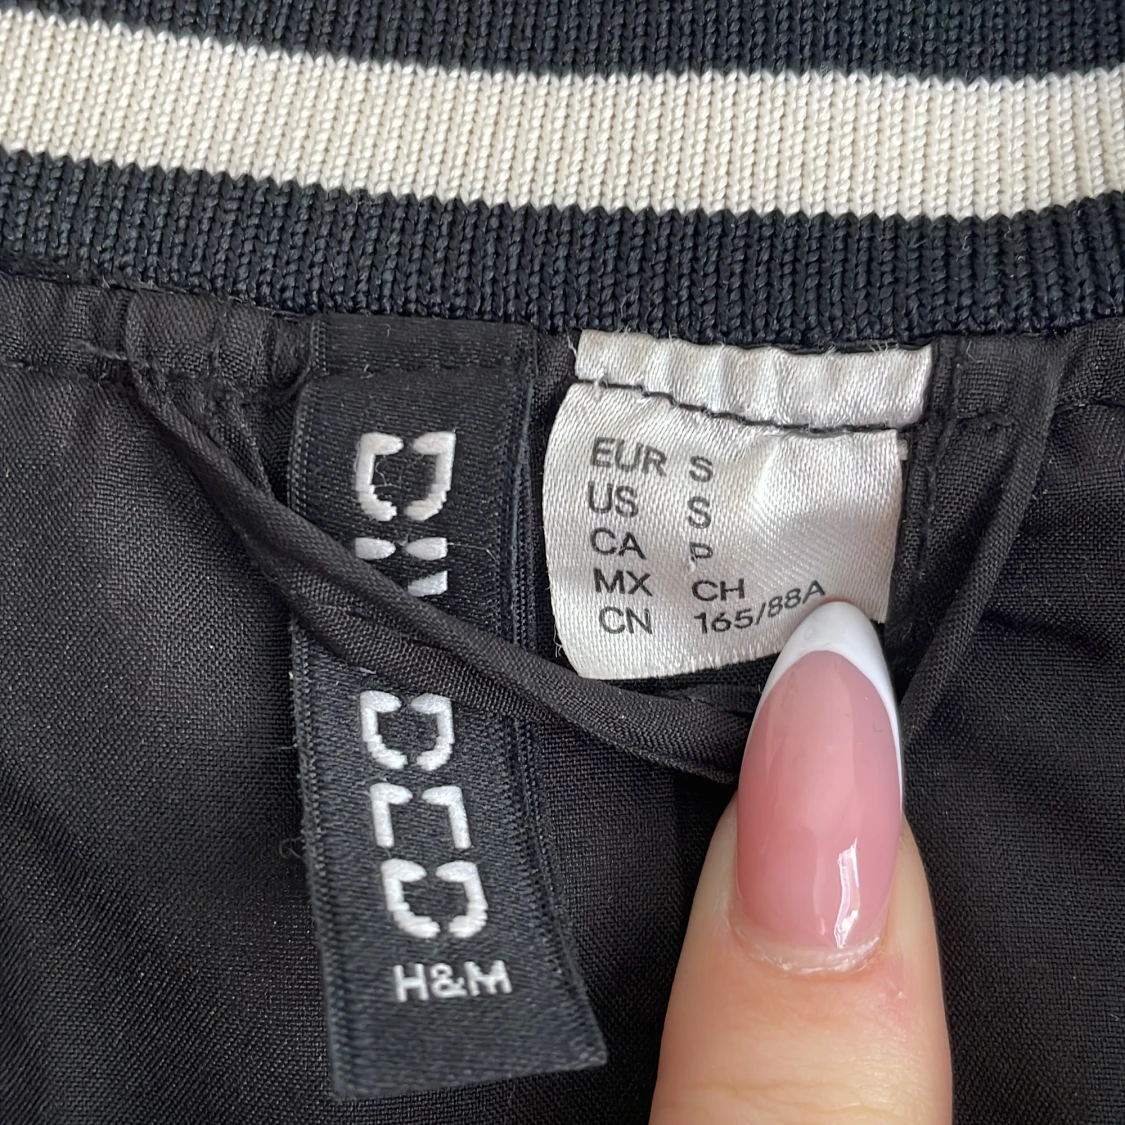 EUR S
US S
CA P
MX CH
CN 165/88A
H&M